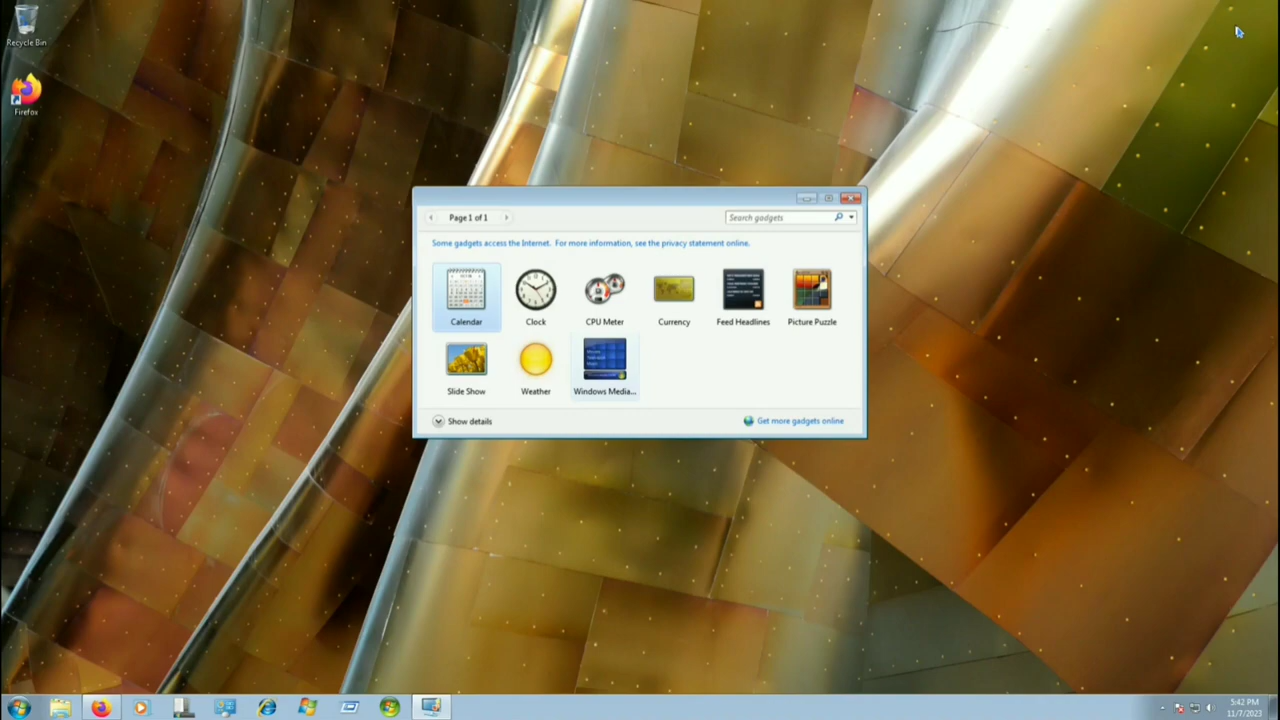 Recycle Bin
Firefox
Page 1 of 1
Search gadgets
Some gadgets access the Internet. For more information, see the privacy statement online.
Calendar
Clock
CPU Meter
Currency
Feed Headlines
Picture Puzzle
Slide Show
Weather
Windows Media...
Show details
Get more gadgets online
5:42 PM
11/7/2023